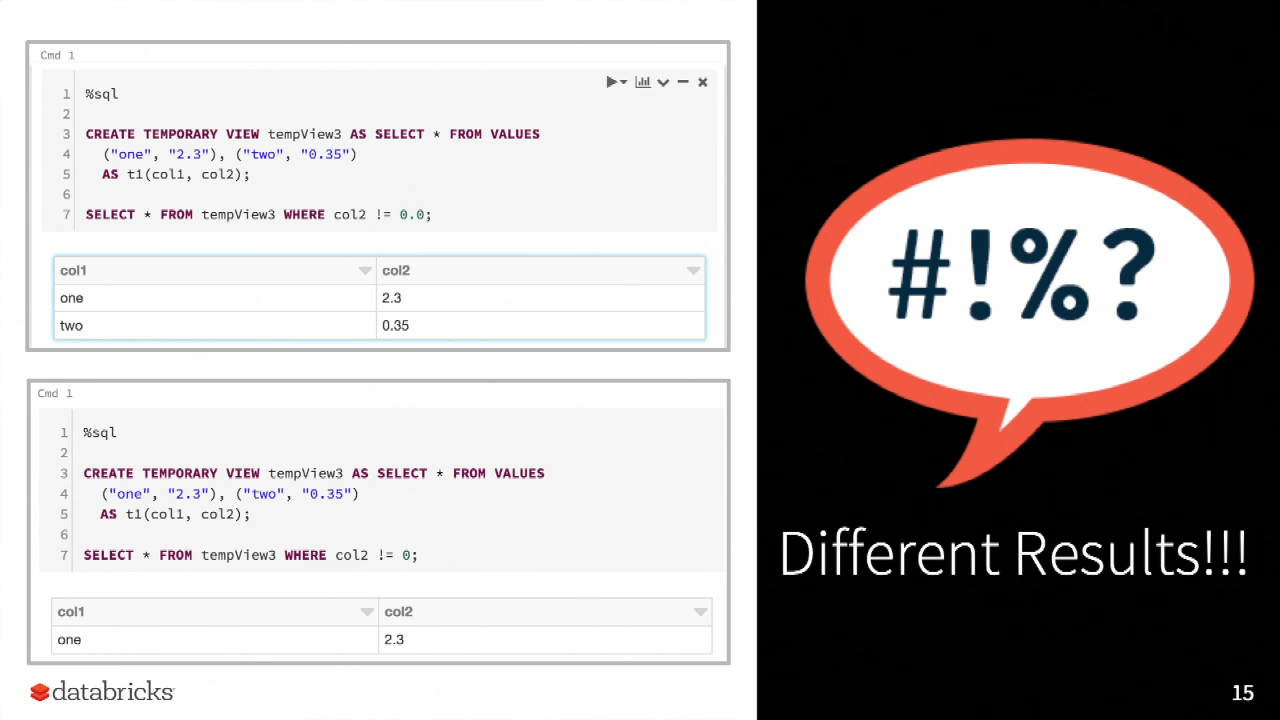 Cmd 1
1 %sql
2
3 CREATE TEMPORARY VIEW tempView3 AS SELECT * FROM VALUES
4 ("one", "2.3"), ("two", "0.35")
5 AS t1(col1, col2);
6
7 SELECT * FROM tempView3 WHERE col2 != 0.0;
col1 col2
one 2.3
two 0.35
Cmd 1
1 %sql
2
3 CREATE TEMPORARY VIEW tempView3 AS SELECT * FROM VALUES
4 ("one", "2.3"), ("two", "0.35")
5 AS t1(col1, col2);
6
7 SELECT * FROM tempView3 WHERE col2 != 0;
col1 col2
one 2.3
databricks
#!%?
Different Results!!!
15